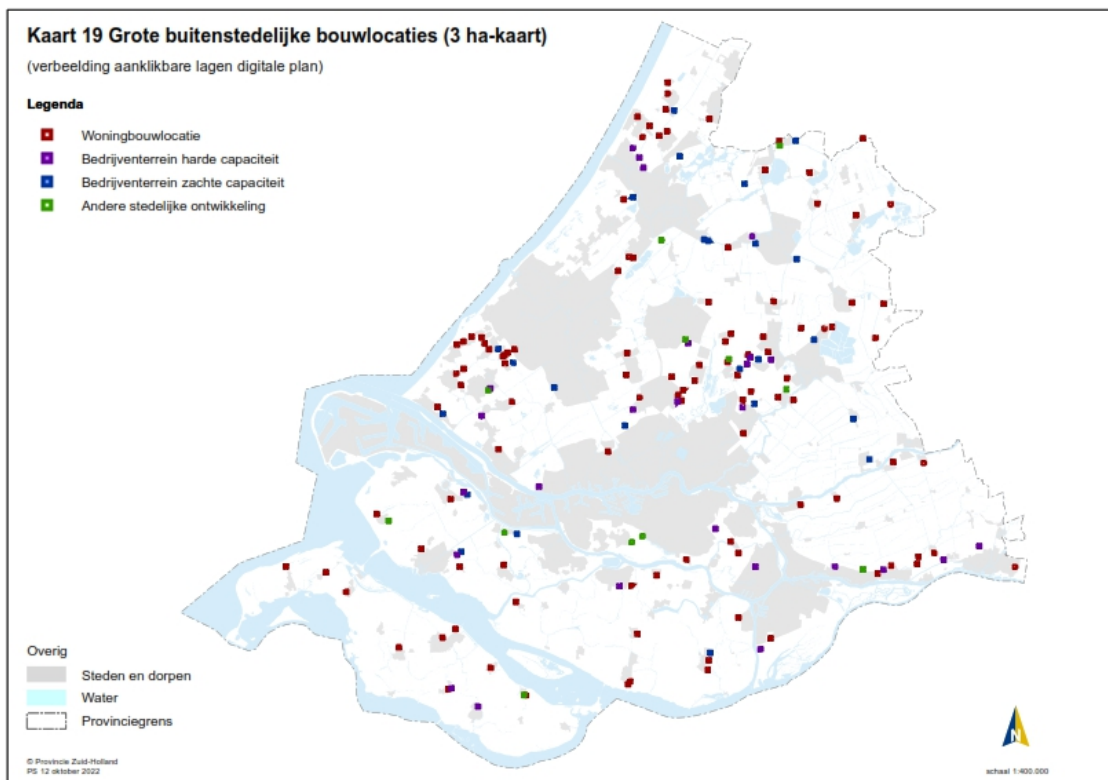 Kaart 19 Grote buitenstedelijke bouwlocaties (3 ha-kaart)
(verbeelding aanklikbare lagen digitale plan)
Legenda
Woningbouwlocatie
Bedrijventerrein harde capaciteit
Bedrijventerrein zachte capaciteit
Andere stedelijke ontwikkeling
Overig
Steden en dorpen
Water
Provinciegrens
© Provincie Zuid-Holland
PS 12 oktober 2022
N
schaal 1:400.000